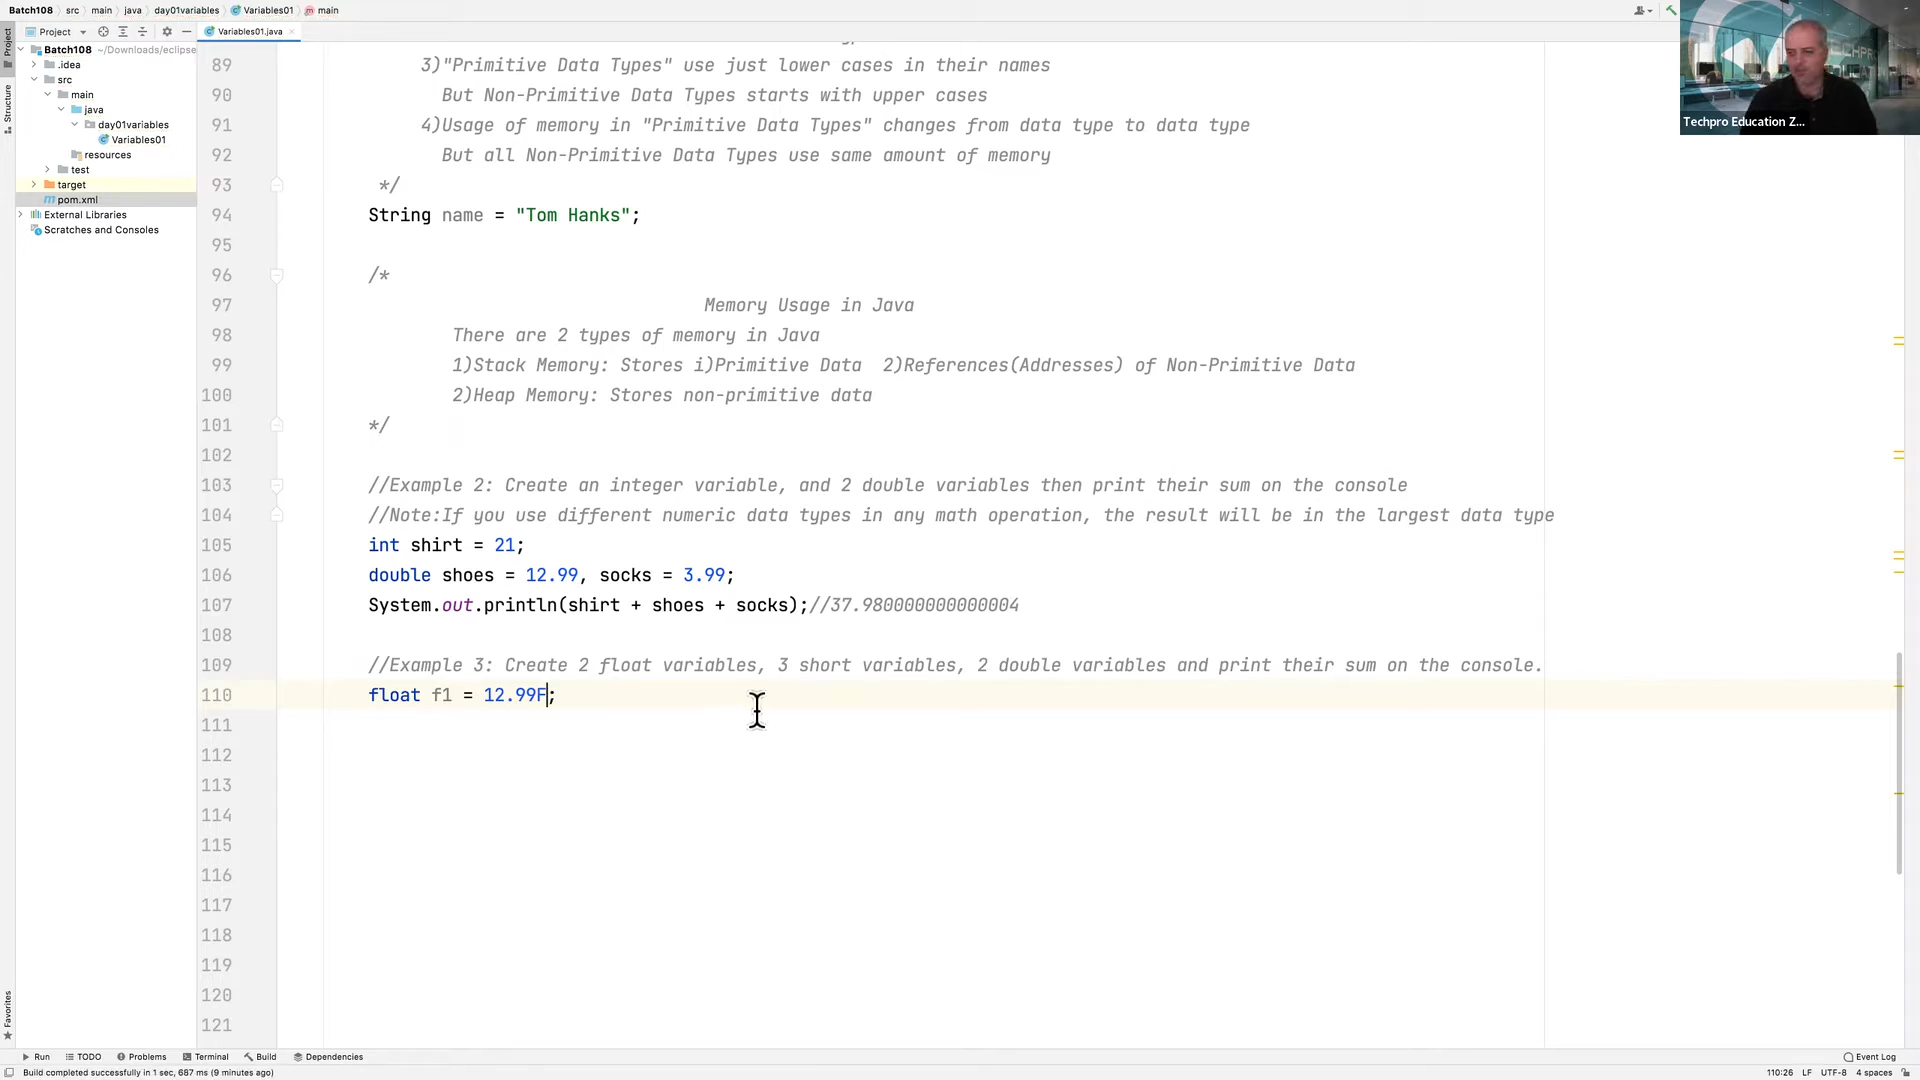 Batch108 src main java day01variables Variables01 main
Project
Variables01.java
Project
Structure
Favorites
Batch108 ~/Downloads/eclipse
.idea
src
main
java
day01variables
Variables01
resources
test
target
pom.xml
External Libraries
Scratches and Consoles
89 3)"Primitive Data Types" use just lower cases in their names
90 But Non-Primitive Data Types starts with upper cases
91 4)Usage of memory in "Primitive Data Types" changes from data type to data type
92 But all Non-Primitive Data Types use same amount of memory
93 */
94 String name = "Tom Hanks";
95
96 /*
97 Memory Usage in Java
98 There are 2 types of memory in Java
99 1)Stack Memory: Stores i)Primitive Data 2)References(Addresses) of Non-Primitive Data
100 2)Heap Memory: Stores non-primitive data
101 */
102
103 //Example 2: Create an integer variable, and 2 double variables then print their sum on the console
104 //Note:If you use different numeric data types in any math operation, the result will be in the largest data type
105 int shirt = 21;
106 double shoes = 12.99, socks = 3.99;
107 System.out.println(shirt + shoes + socks);//37.980000000000004
108
109 //Example 3: Create 2 float variables, 3 short variables, 2 double variables and print their sum on the console.
110 float f1 = 12.99F;
111
112
113
114
115
116
117
118
119
120
121
Techpro Education Z...
Run TODO Problems Terminal Build Dependencies Event Log
Build completed successfully in 1 sec, 687 ms (9 minutes ago) 110:26 LF UTF-8 4 spaces